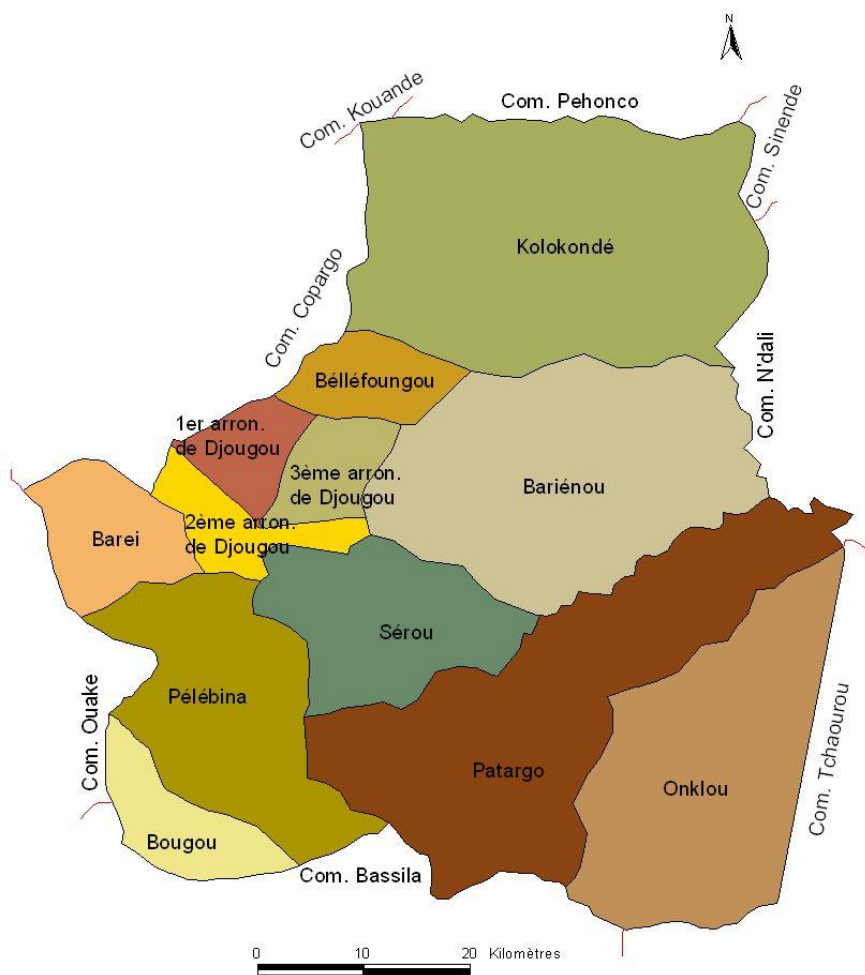 N
Com. Kouande
Com. Pehonco
Com. Sinende
Kolokondé
Com. Copargo
Com. N'dali
Bélléfoungou
1er arron.
de Djougou
3ème arron.
de Djougou
Bariénou
2ème arron.
de Djougou
Barei
Sérou
Pélébina
Com. Ouake
Patargo
Onklou
Com. Tchaourou
Bougou
Com. Bassila
0 10 20 Kilomètres